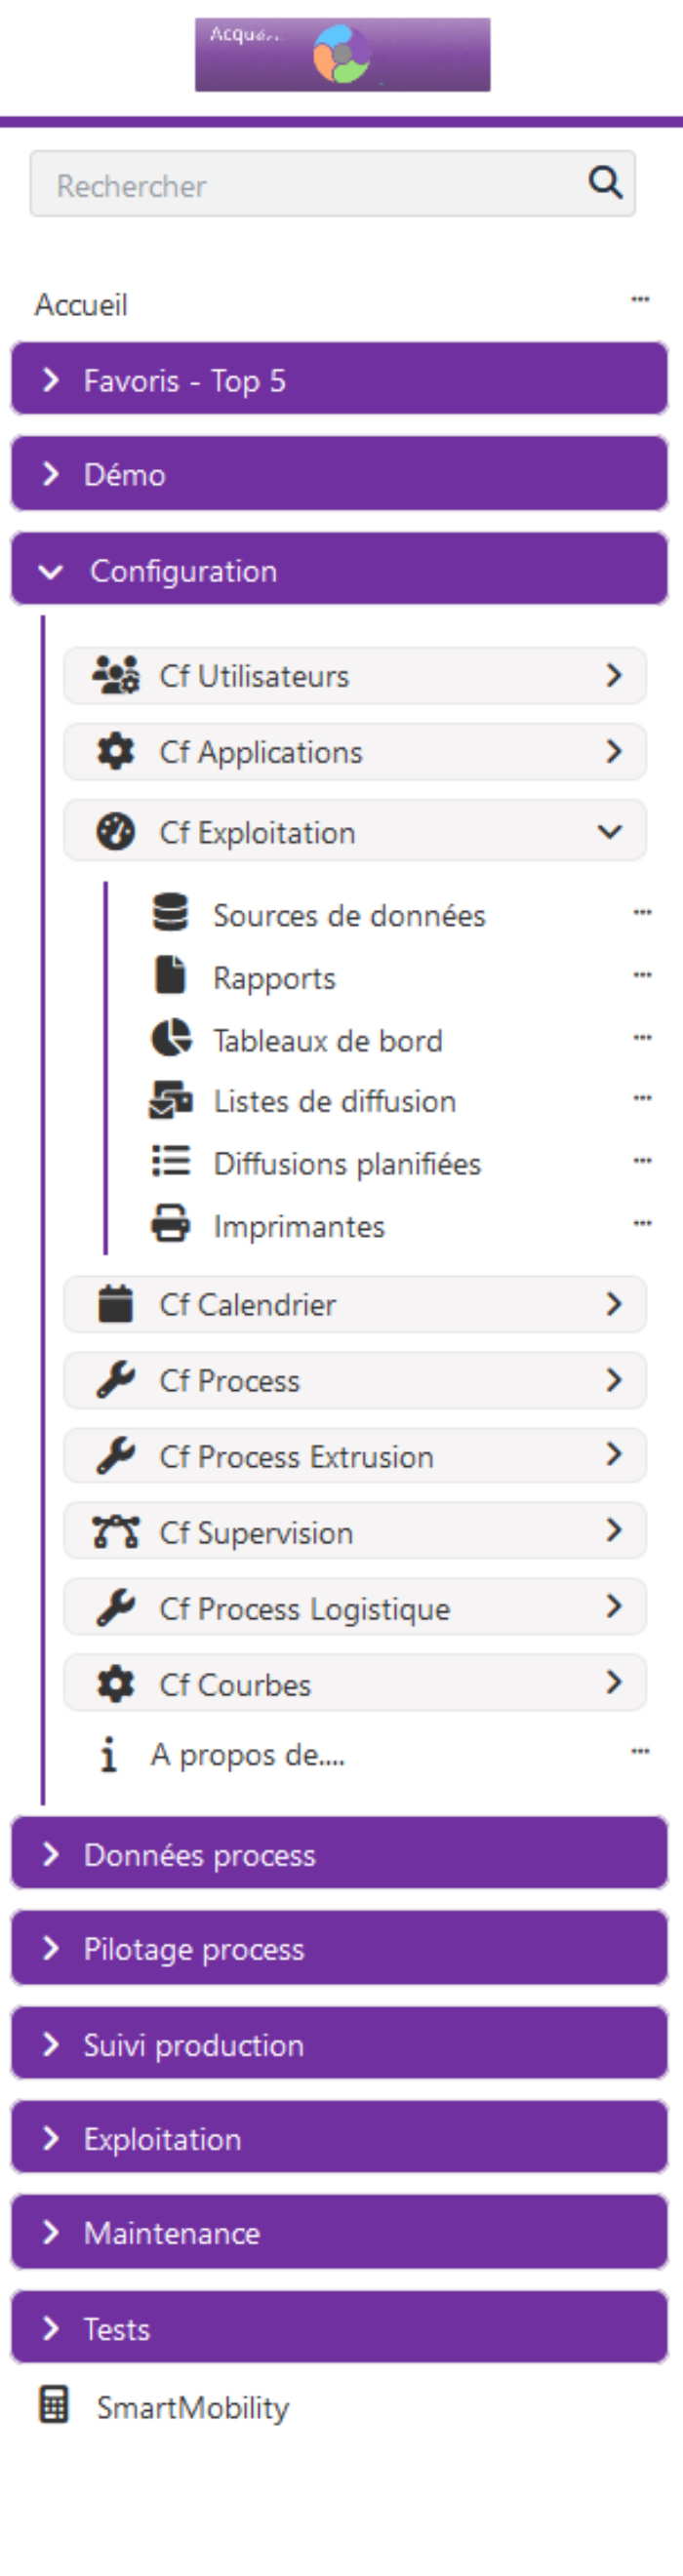 Rechercher
Accueil
Favoris - Top 5
Démo
Configuration
Cf Utilisateurs
Cf Applications
Cf Exploitation
Sources de données
Rapports
Tableaux de bord
Listes de diffusion
Diffusions planifiées
Imprimantes
Cf Calendrier
Cf Process
Cf Process Extrusion
Cf Supervision
Cf Process Logistique
Cf Courbes
A propos de....
Données process
Pilotage process
Suivi production
Exploitation
Maintenance
Tests
SmartMobility